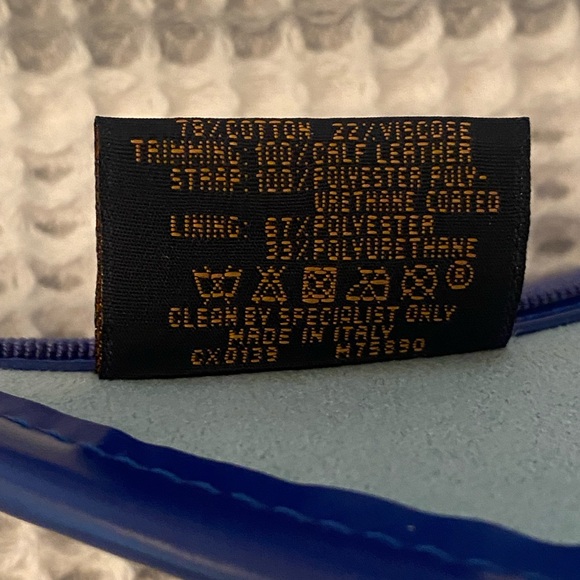 78%COTTON 22%VISCOSE
TRIMMING: 100%CALF LEATHER
STRAP: 100%POLYESTER POLY-
URETHANE COATED
LINING: 67%POLYESTER
33%POLYURETHANE
CLEAN BY SPECIALIST ONLY
MADE IN ITALY
CX0139 M75690